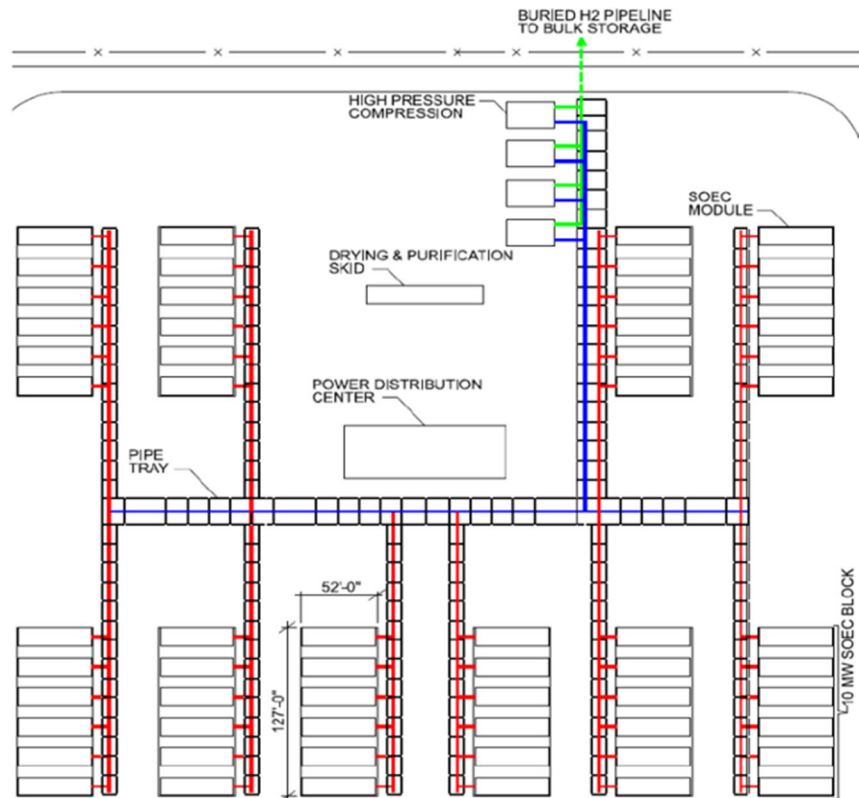 BURIED H2 PIPELINE
TO BULK STORAGE
HIGH PRESSURE
COMPRESSION
SOEC
MODULE
DRYING & PURIFICATION
SKID
POWER DISTRIBUTION
CENTER
PIPE
TRAY
52'-0"
127'-0"
10 MW SOEC BLOCK